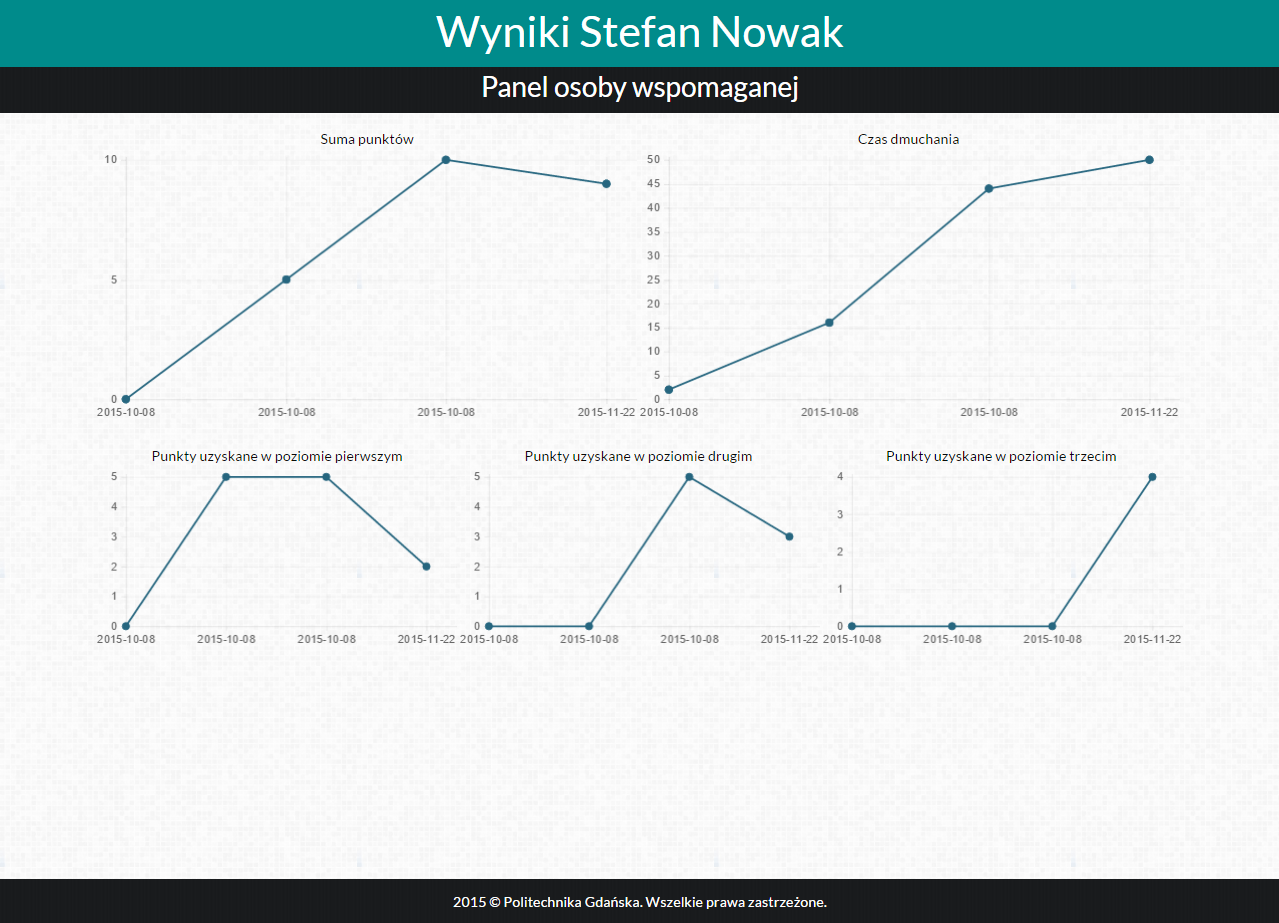 Wyniki Stefan Nowak
Panel osoby wspomaganej
Suma punktów
10
5
0
2015-10-08 2015-10-08 2015-10-08 2015-11-22
Czas dmuchania
50
45
40
35
30
25
20
15
10
5
0
2015-10-08 2015-10-08 2015-10-08 2015-11-22
Punkty uzyskane w poziomie pierwszym
5
4
3
2
1
0
2015-10-08 2015-10-08 2015-10-08 2015-11-22
Punkty uzyskane w poziomie drugim
5
4
3
2
1
0
2015-10-08 2015-10-08 2015-10-08 2015-11-22
Punkty uzyskane w poziomie trzecim
4
3
2
1
0
2015-10-08 2015-10-08 2015-10-08 2015-11-22
2015 © Politechnika Gdańska. Wszelkie prawa zastrzeżone.